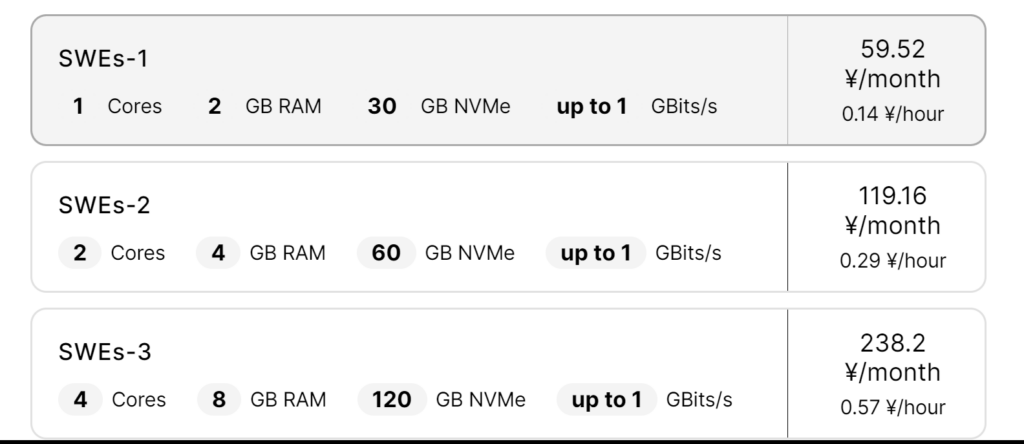 SWEs-1
1 Cores 2 GB RAM 30 GB NVMe up to 1 GBits/s
59.52
¥/month
0.14 ¥/hour
SWEs-2
2 Cores 4 GB RAM 60 GB NVMe up to 1 GBits/s
119.16
¥/month
0.29 ¥/hour
SWEs-3
4 Cores 8 GB RAM 120 GB NVMe up to 1 GBits/s
238.2
¥/month
0.57 ¥/hour